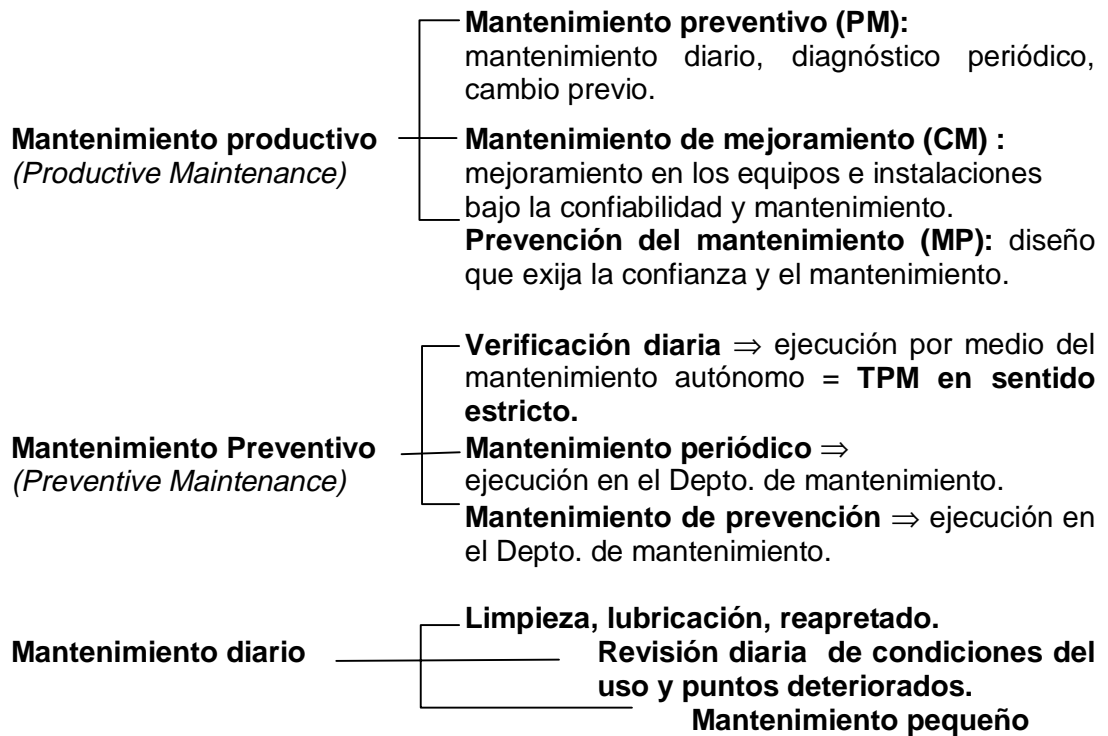 Mantenimiento preventivo (PM):
mantenimiento diario, diagnóstico periódico,
cambio previo.
Mantenimiento productivo
(Productive Maintenance)
Mantenimiento de mejoramiento (CM) :
mejoramiento en los equipos e instalaciones
bajo la confiabilidad y mantenimiento.
Prevención del mantenimiento (MP): diseño
que exija la confianza y el mantenimiento.
Verificación diaria ⇒ ejecución por medio del
mantenimiento autónomo = TPM en sentido
estricto.
Mantenimiento Preventivo
(Preventive Maintenance)
Mantenimiento periódico ⇒
ejecución en el Depto. de mantenimiento.
Mantenimiento de prevención ⇒ ejecución en
el Depto. de mantenimiento.
Mantenimiento diario
Limpieza, lubricación, reapretado.
Revisión diaria de condiciones del
uso y puntos deteriorados.
Mantenimiento pequeño